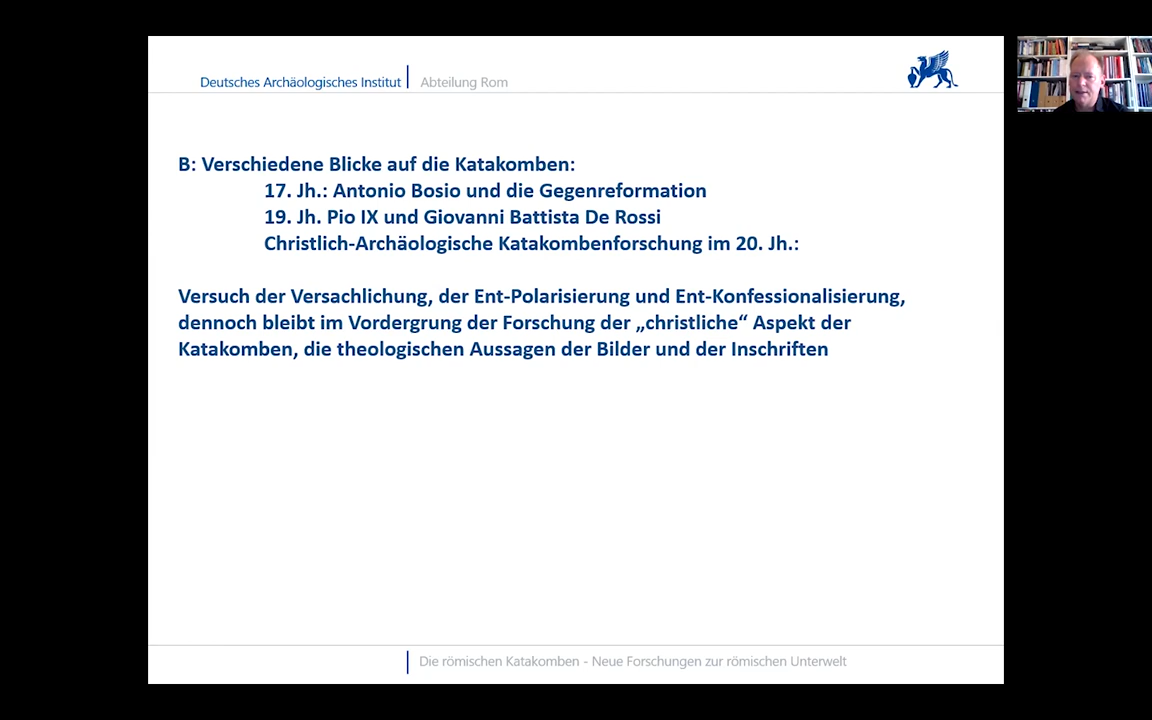 Deutsches Archäologisches Institut | Abteilung Rom
B: Verschiedene Blicke auf die Katakomben:
17. Jh.: Antonio Bosio und die Gegenreformation
19. Jh. Pio IX und Giovanni Battista De Rossi
Christlich-Archäologische Katakombenforschung im 20. Jh.:
Versuch der Versachlichung, der Ent-Polarisierung und Ent-Konfessionalisierung,
dennoch bleibt im Vordergrung der Forschung der „christliche“ Aspekt der
Katakomben, die theologischen Aussagen der Bilder und der Inschriften
Die römischen Katakomben - Neue Forschungen zur römischen Unterwelt